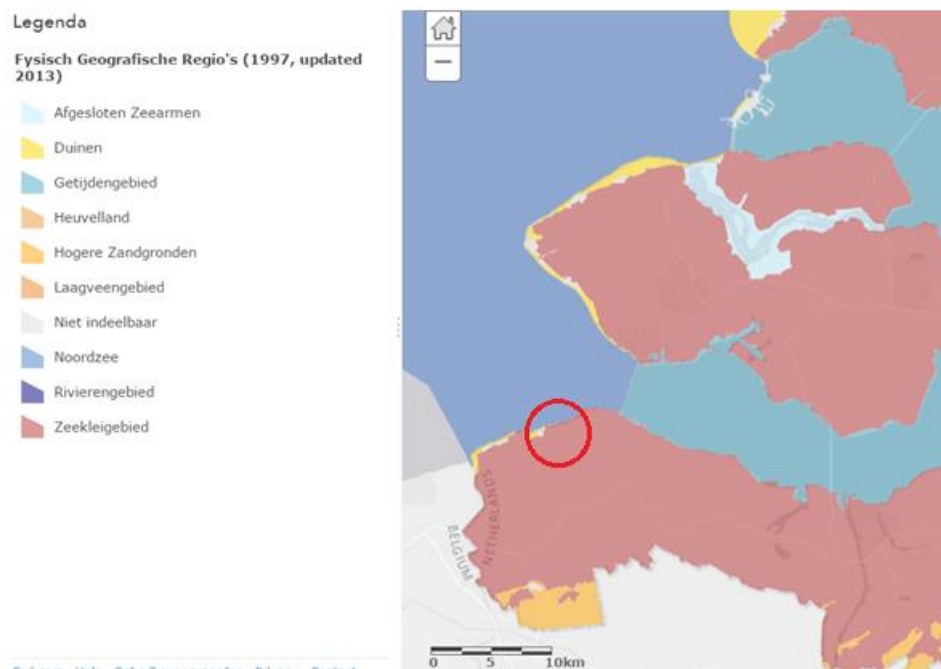 Legenda
Fysisch Geografische Regio's (1997, updated
2013)
Afgesloten Zeearmen
Duinen
Getijdengebied
Heuvelland
Hogere Zandgronden
Laagveengebied
Niet indeelbaar
Noordzee
Rivierengebied
Zeekleigebied
BELGIUM
NETHERLANDS
0 5 10km